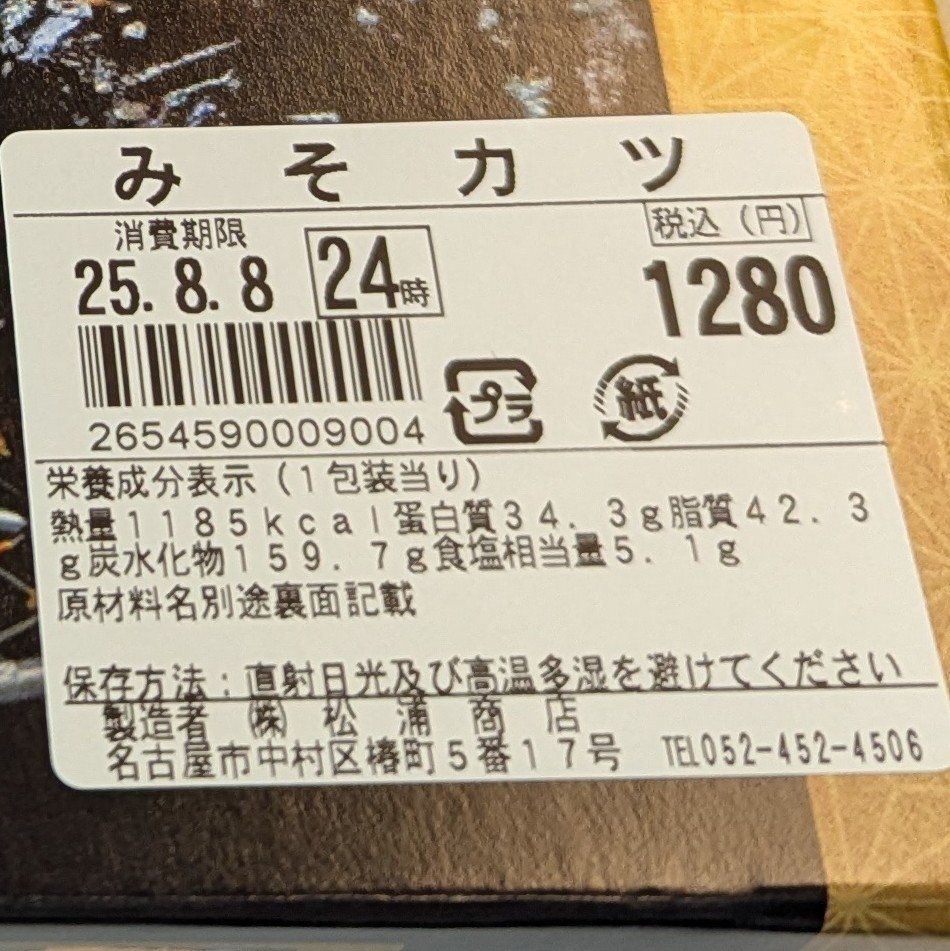 みそカツ
消費期限
税込(円)
25.8.8 24時
1280
2654590009004
プラ
紙
栄養成分表示(1包装当り)
熱量1185kcal蛋白質34.3g脂質42.3
g炭水化物159.7g食塩相当量5.1g
原材料名別途裏面記載
保存方法:直射日光及び高温多湿を避けてください
製造者 ㈱ 松浦商店
名古屋市中村区椿町5番17号 TEL052-452-4506